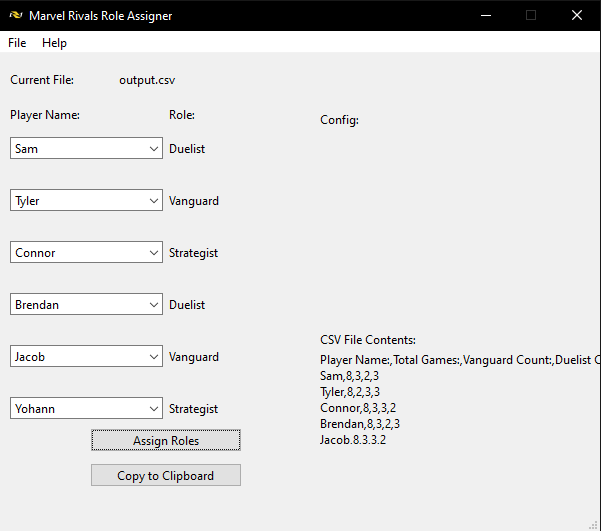 Marvel Rivals Role Assigner
File Help
Current File: output.csv
Player Name: Role:
Config:
Sam Duelist
Tyler Vanguard
Connor Strategist
Brendan Duelist
Jacob Vanguard
Yohann Strategist
Assign Roles
Copy to Clipboard
CSV File Contents:
Player Name:,Total Games:,Vanguard Count:,Duelist C
Sam,8,3,2,3
Tyler,8,2,3,3
Connor,8,3,3,2
Brendan,8,3,2,3
Jacob,8,3,3,2